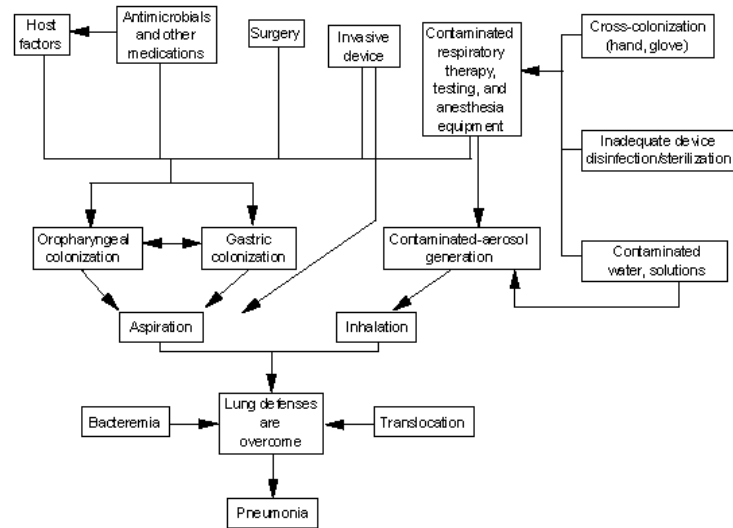 Host
factors
Antimicrobials
and other
medications
Surgery
Invasive
device
Contaminated
respiratory
therapy,
testing, and
anesthesia
equipment
Cross-colonization
(hand, glove)
Inadequate device
disinfection/sterilization
Contaminated
water, solutions
Oropharyngeal
colonization
Gastric
colonization
Contaminated-aerosol
generation
Aspiration
Inhalation
Bacteremia
Lung defenses
are
overcome
Translocation
Pneumonia